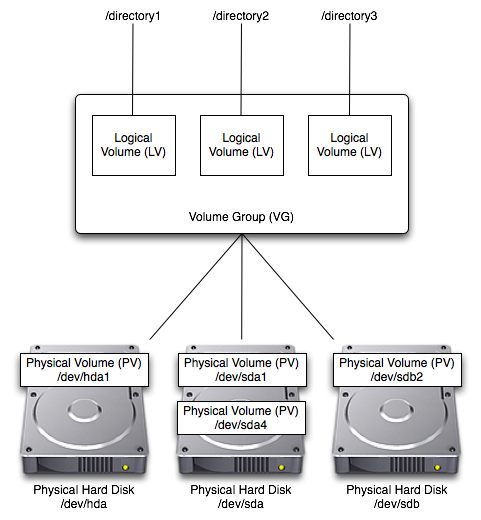 /directory1
/directory2
/directory3
Logical
Volume (LV)
Logical
Volume (LV)
Logical
Volume (LV)
Volume Group (VG)
Physical Volume (PV)
/dev/hda1
Physical Volume (PV)
/dev/sda1
Physical Volume (PV)
/dev/sda4
Physical Volume (PV)
/dev/sdb2
Physical Hard Disk
/dev/hda
Physical Hard Disk
/dev/sda
Physical Hard Disk
/dev/sdb